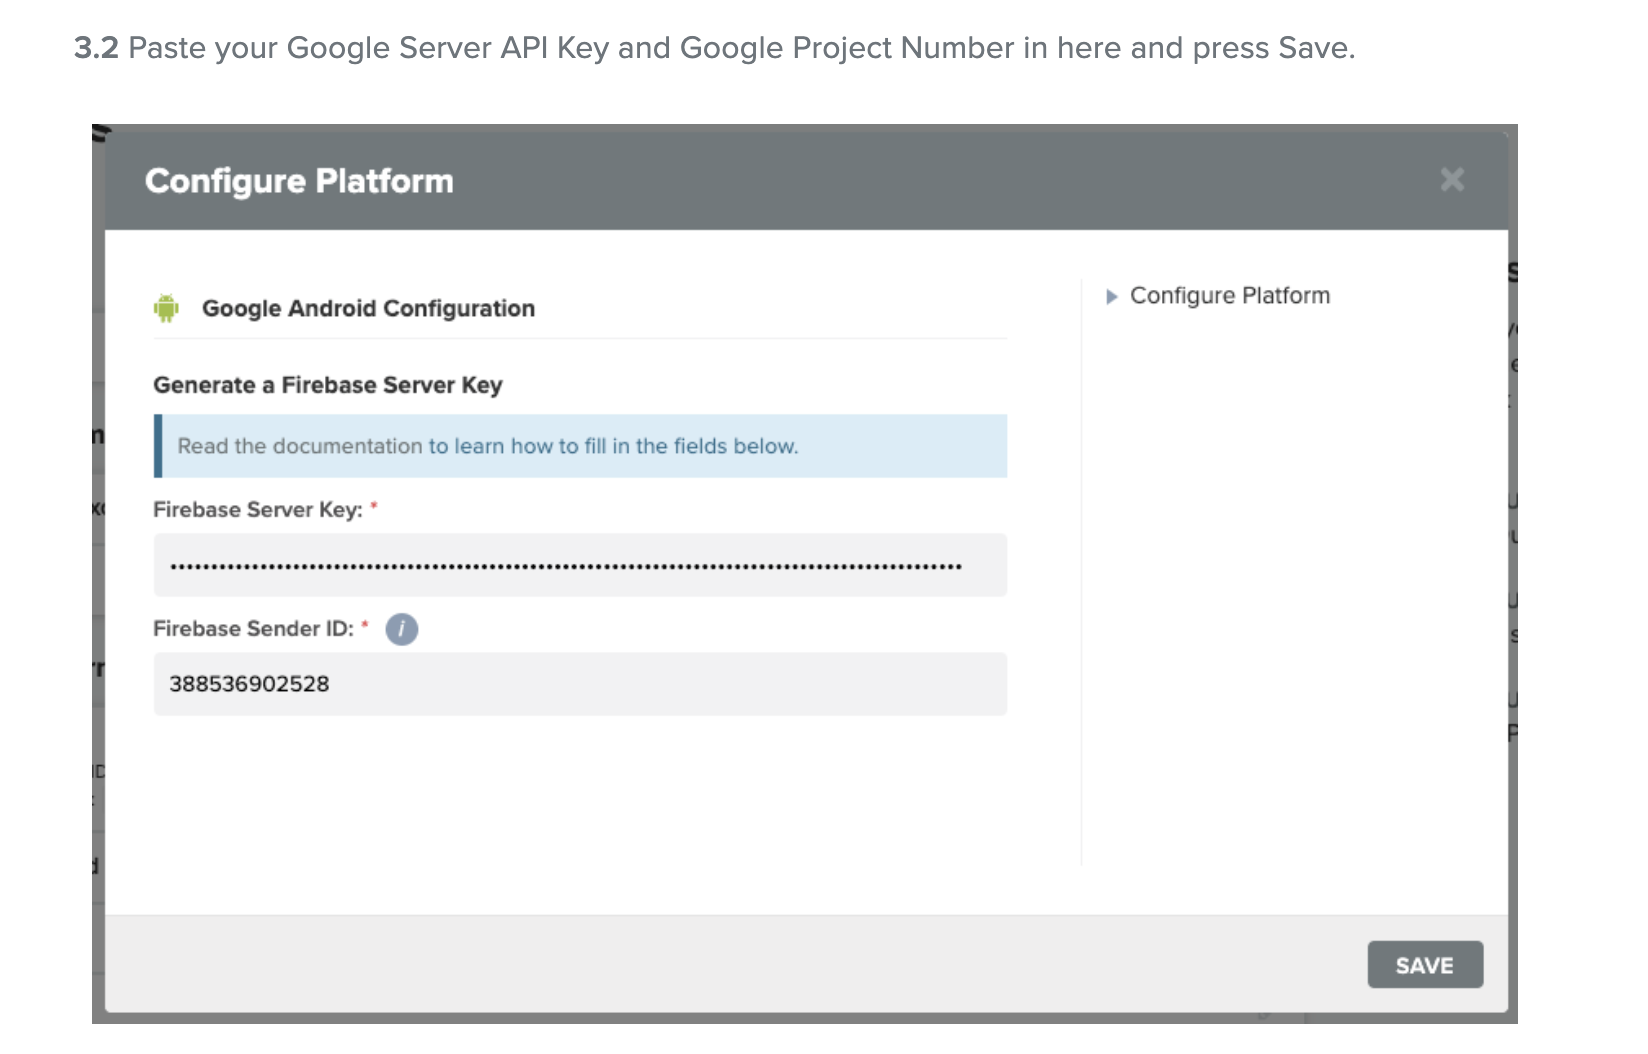 3.2 Paste your Google Server API Key and Google Project Number in here and press Save.
Configure Platform
Google Android Configuration
Configure Platform
Generate a Firebase Server Key
Read the documentation to learn how to fill in the fields below.
Firebase Server Key: *
Firebase Sender ID: * i
388536902528
SAVE